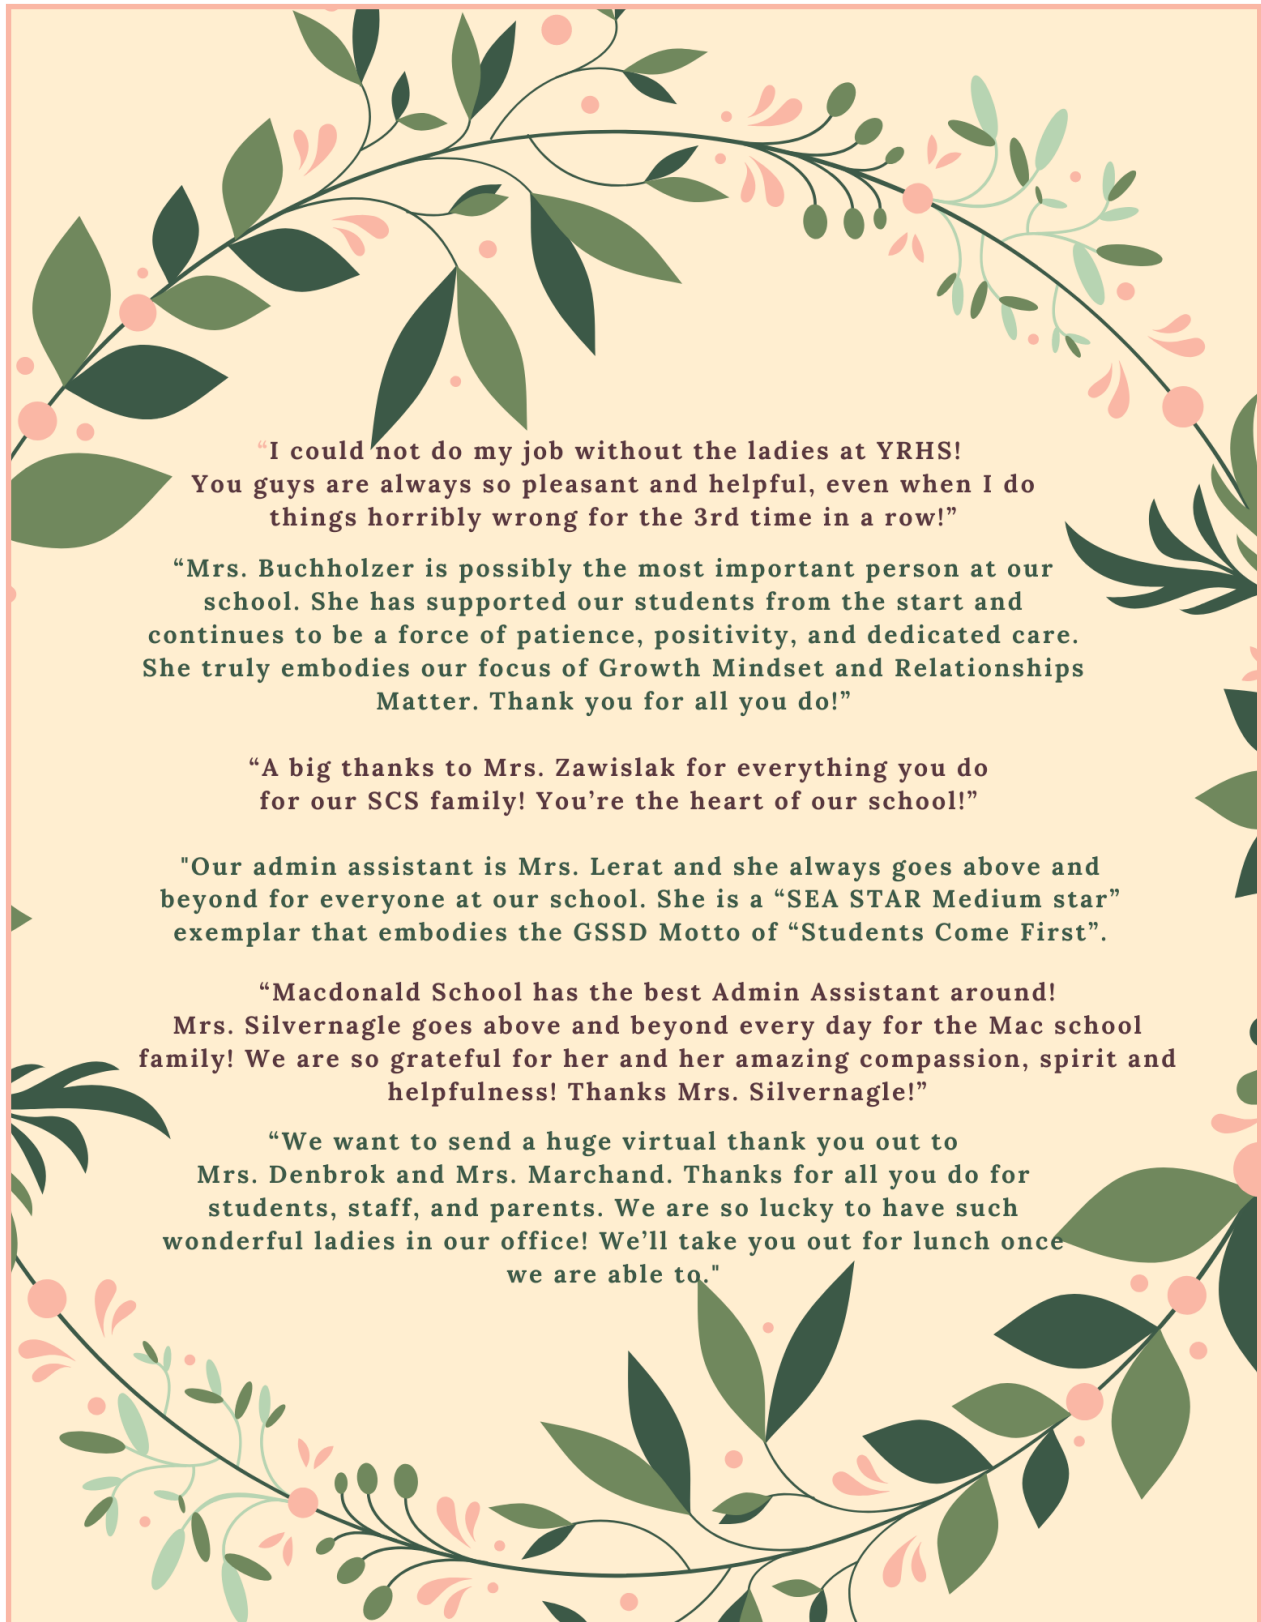 “I could not do my job without the ladies at YRHS!
You guys are always so pleasant and helpful, even when I do
things horribly wrong for the 3rd time in a row!”
“Mrs. Buchholzer is possibly the most important person at our
school. She has supported our students from the start and
continues to be a force of patience, positivity, and dedicated care.
She truly embodies our focus of Growth Mindset and Relationships
Matter. Thank you for all you do!”
“A big thanks to Mrs. Zawislak for everything you do
for our SCS family! You’re the heart of our school!”
"Our admin assistant is Mrs. Lerat and she always goes above and
beyond for everyone at our school. She is a “SEA STAR Medium star”
exemplar that embodies the GSSD Motto of “Students Come First”.
“Macdonald School has the best Admin Assistant around!
Mrs. Silvernagle goes above and beyond every day for the Mac school
family! We are so grateful for her and her amazing compassion, spirit and
helpfulness! Thanks Mrs. Silvernagle!”
“We want to send a huge virtual thank you out to
Mrs. Denbrok and Mrs. Marchand. Thanks for all you do for
students, staff, and parents. We are so lucky to have such
wonderful ladies in our office! We’ll take you out for lunch once
we are able to."